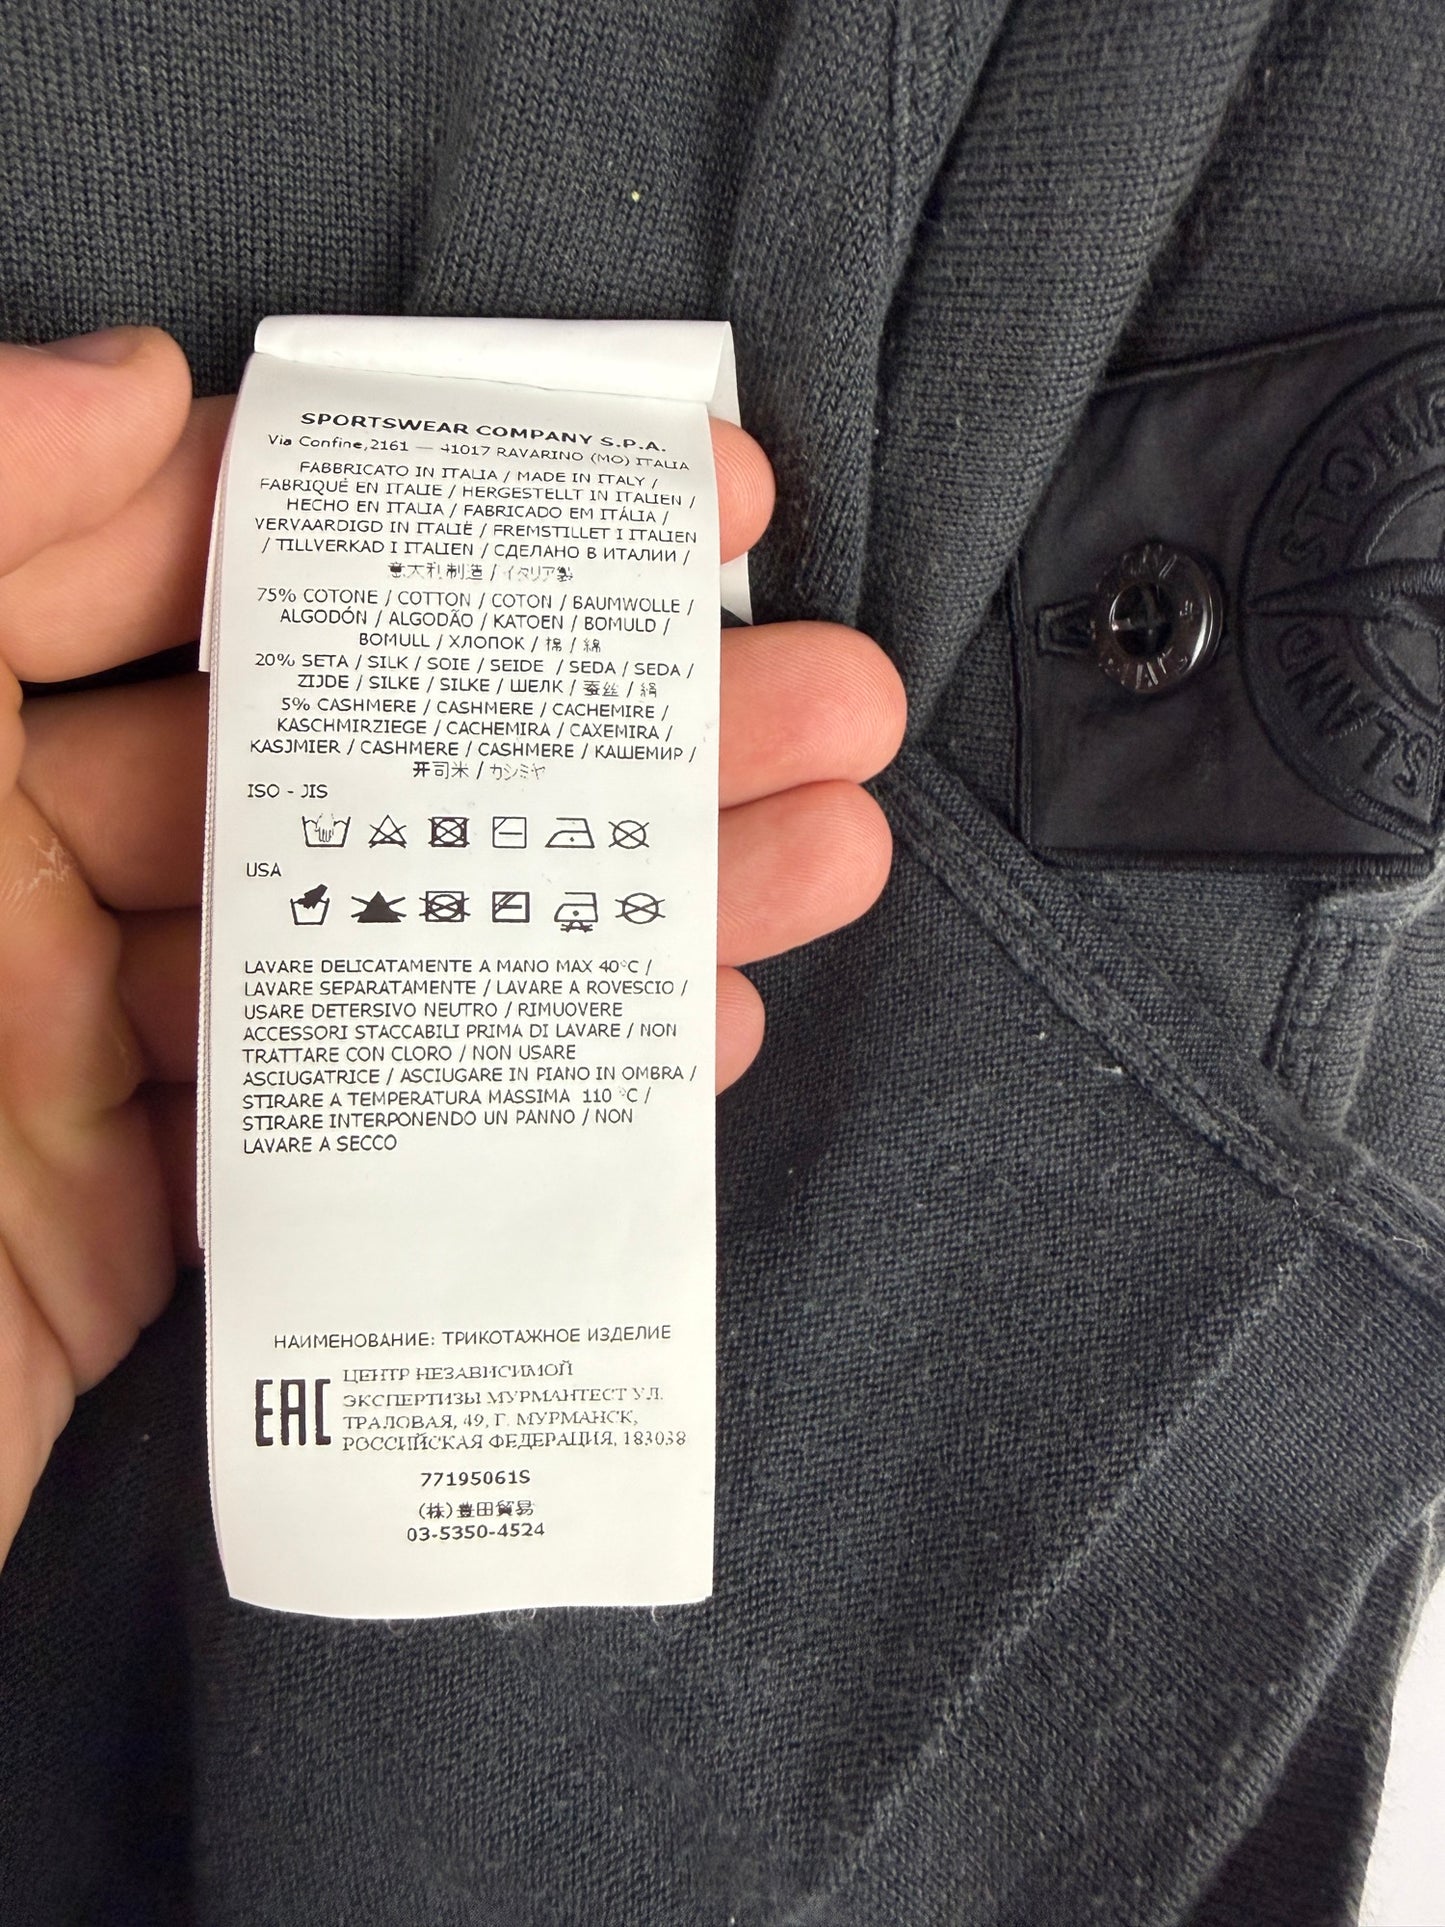 SPORTSWEAR COMPANY S.P.A.
Via Confine,2161 — 41017 RAVARINO (MO) ITALIA
FABBRICATO IN ITALIA / MADE IN ITALY /
FABRIQUÉ EN ITALIE / HERGESTELLT IN ITALIEN /
HECHO EN ITALIA / FABRICADO EM ITÁLIA /
VERVAARDIGD IN ITALIË / FREMSTILLET I ITALIEN
/ TILLVERKAD I ITALIEN / СДЕЛАНО В ИТАЛИИ /
意大利制造 / イタリア製
75% COTONE / COTTON / COTON / BAUMWOLLE /
ALGODÓN / ALGODÃO / KATOEN / BOMULD /
BOMULL / ХЛОПОК / 棉 / 綿
20% SETA / SILK / SOIE / SEIDE / SEDA / SEDA /
ZIJDE / SILKE / SILKE / ШЕЛК / 蚕丝 / 絹
5% CASHMERE / CASHMERE / CACHEMIRE /
KASCHMIRZIEGE / CACHEMIRA / CAXEMIRA /
KASJMIER / CASHMERE / CASHMERE / КАШЕМИР /
开司米 / カシミヤ
ISO - JIS
USA
LAVARE DELICATAMENTE A MANO MAX 40°C /
LAVARE SEPARATAMENTE / LAVARE A ROVESCIO /
USARE DETERSIVO NEUTRO / RIMUOVERE
ACCESSORI STACCABILI PRIMA DI LAVARE / NON
TRATTARE CON CLORO / NON USARE
ASCIUGATRICE / ASCIUGARE IN PIANO IN OMBRA /
STIRARE A TEMPERATURA MASSIMA 110 °C /
STIRARE INTERPONENDO UN PANNO / NON
LAVARE A SECCO
НАИМЕНОВАНИЕ: ТРИКОТАЖНОЕ ИЗДЕЛИЕ
EAC
ЦЕНТР НЕЗАВИСИМОЙ
ЭКСПЕРТИЗЫ МУРМАНТЕСТ УЛ.
ТРАЛОВАЯ, 49, Г. МУРМАНСК,
РОССИЙСКАЯ ФЕДЕРАЦИЯ, 183038
77195061S
(株)豊田貿易
03-5350-4524
ISLAND